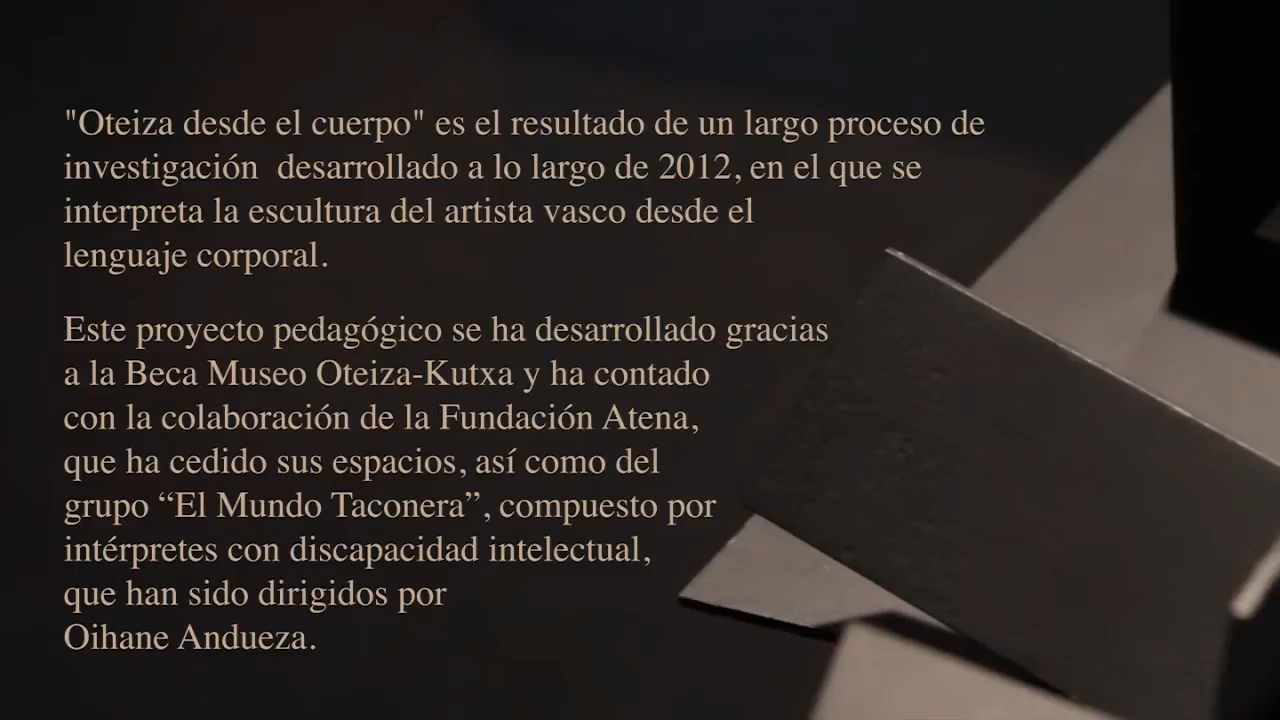 "Oteiza desde el cuerpo" es el resultado de un largo proceso de
investigación  desarrollado a lo largo de 2012, en el que se
interpreta la escultura del artista vasco desde el
lenguaje corporal.
Este proyecto pedagógico se ha desarrollado gracias
a la Beca Museo Oteiza-Kutxa y ha contado
con la colaboración de la Fundación Atena,
que ha cedido sus espacios, así como del
grupo “El Mundo Taconera”, compuesto por
intérpretes con discapacidad intelectual,
que han sido dirigidos por
Oihane Andueza.